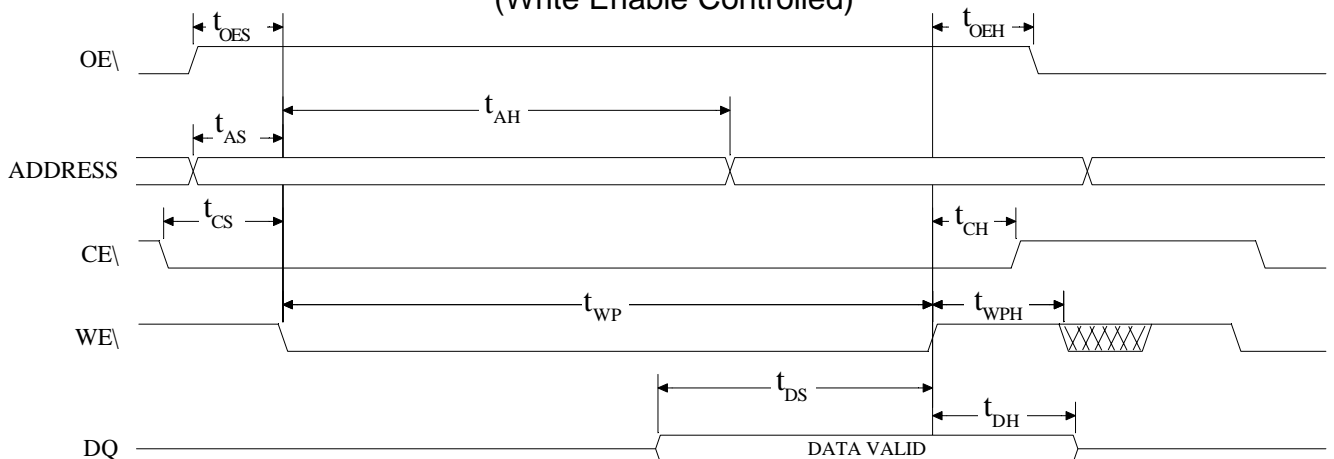 (Write Enable Controlled)
tOES
tOEH
OE\
tAH
tAS
ADDRESS
tCS
tCH
CE\
tWP
tWPH
WE\
tDS
tDH
DQ
DATA VALID